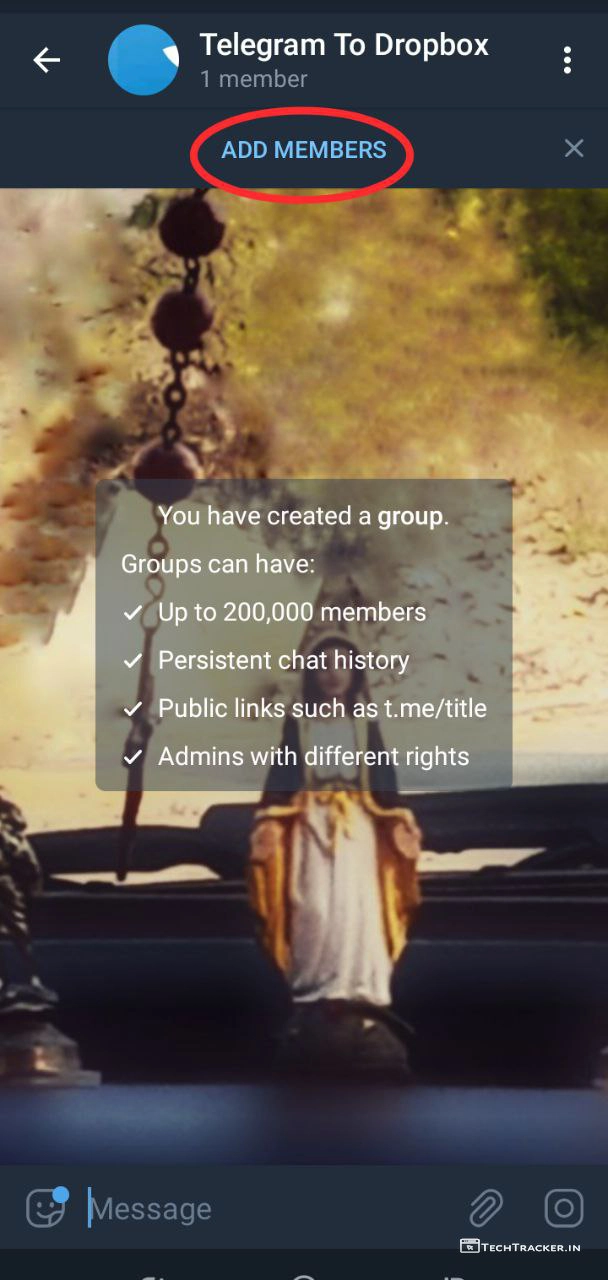 Telegram To Dropbox
1 member
ADD MEMBERS
You have created a group.
Groups can have:
Up to 200,000 members
Persistent chat history
Public links such as t.me/title
Admins with different rights
Message
TechTracker.in